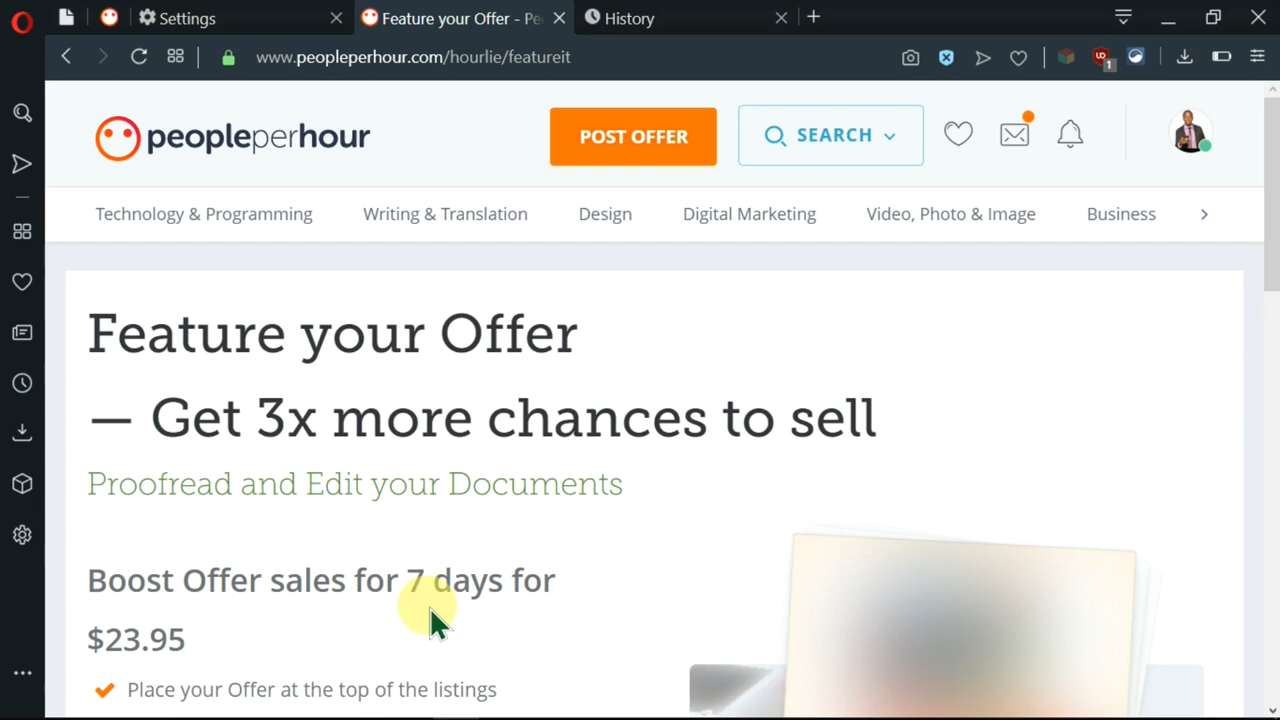 Settings
Feature your Offer - Pe
History
www.peopleperhour.com/hourlie/featureit
1
peopleperhour
POST OFFER
SEARCH
Technology & Programming
Writing & Translation
Design
Digital Marketing
Video, Photo & Image
Business
Feature your Offer
— Get 3x more chances to sell
Proofread and Edit your Documents
Boost Offer sales for 7 days for
$23.95
Place your Offer at the top of the listings